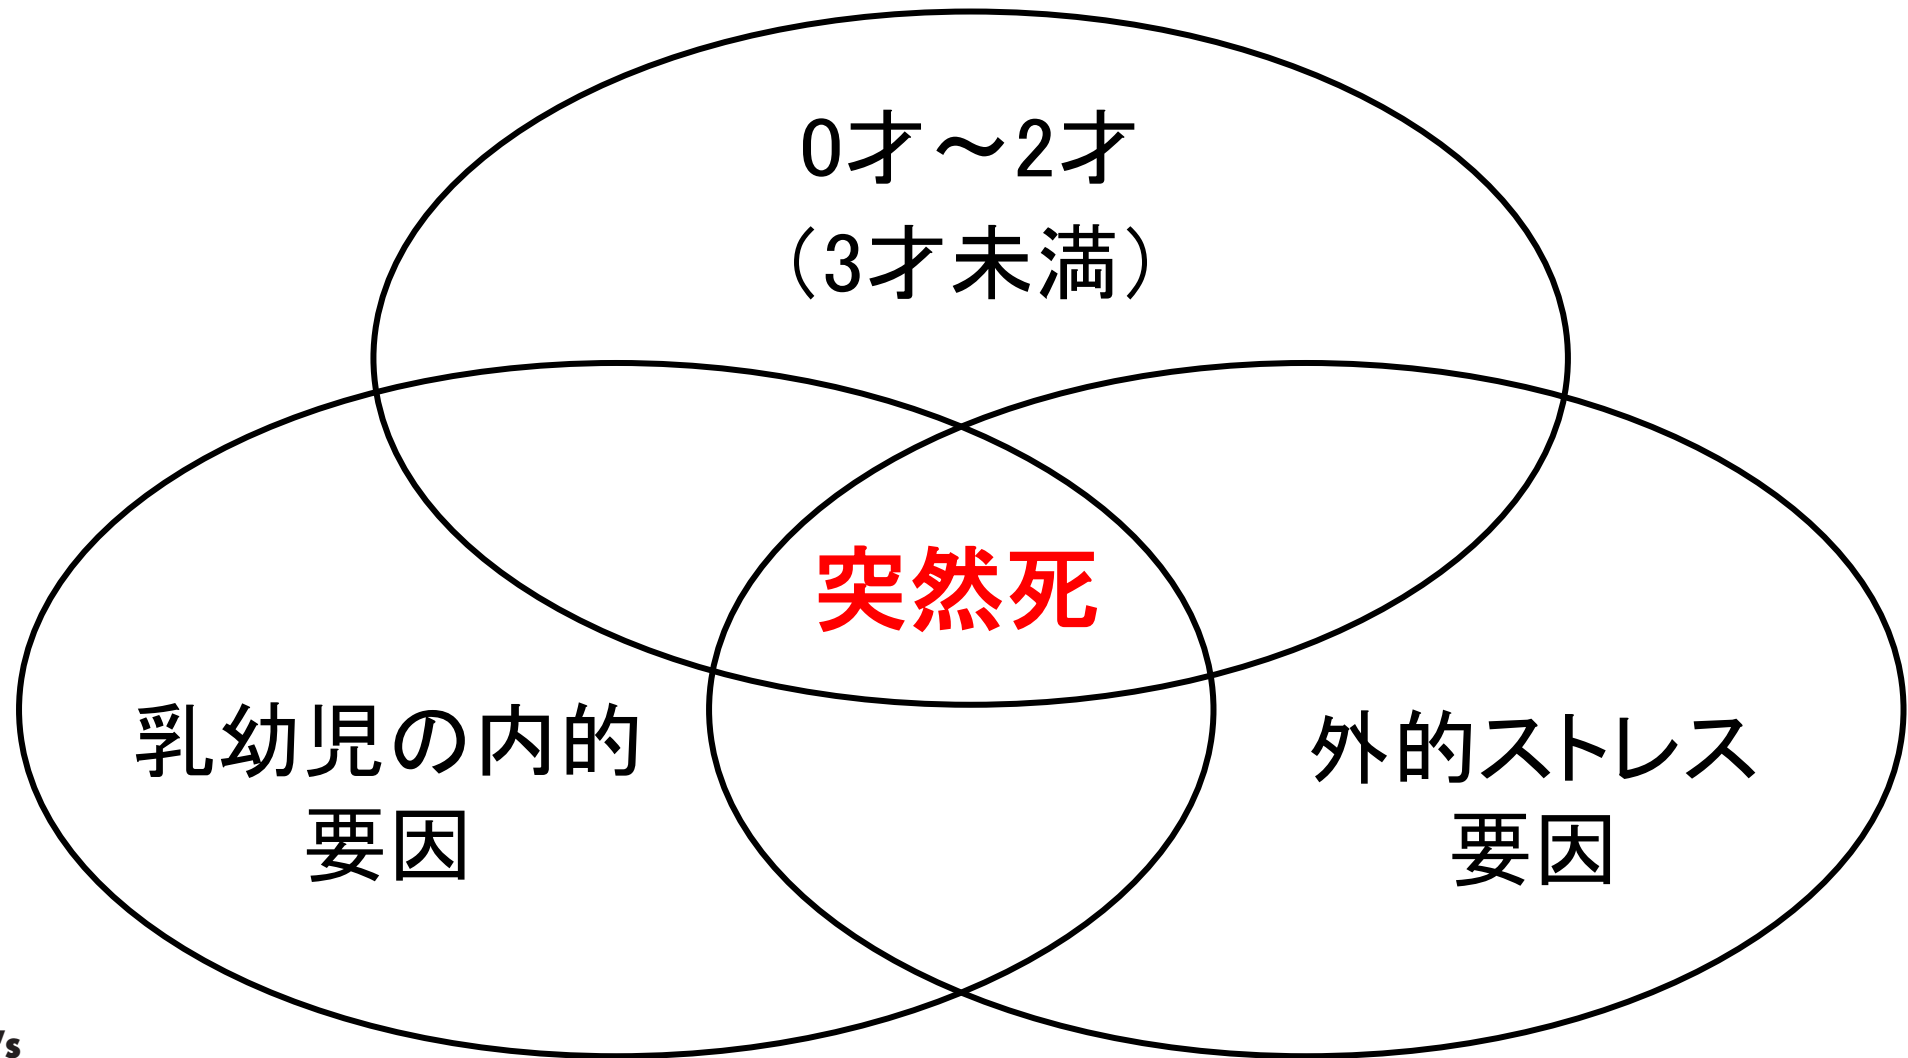 0才～2才
（3才未満）
突然死
乳幼児の内的
要因
外的ストレス
要因
's